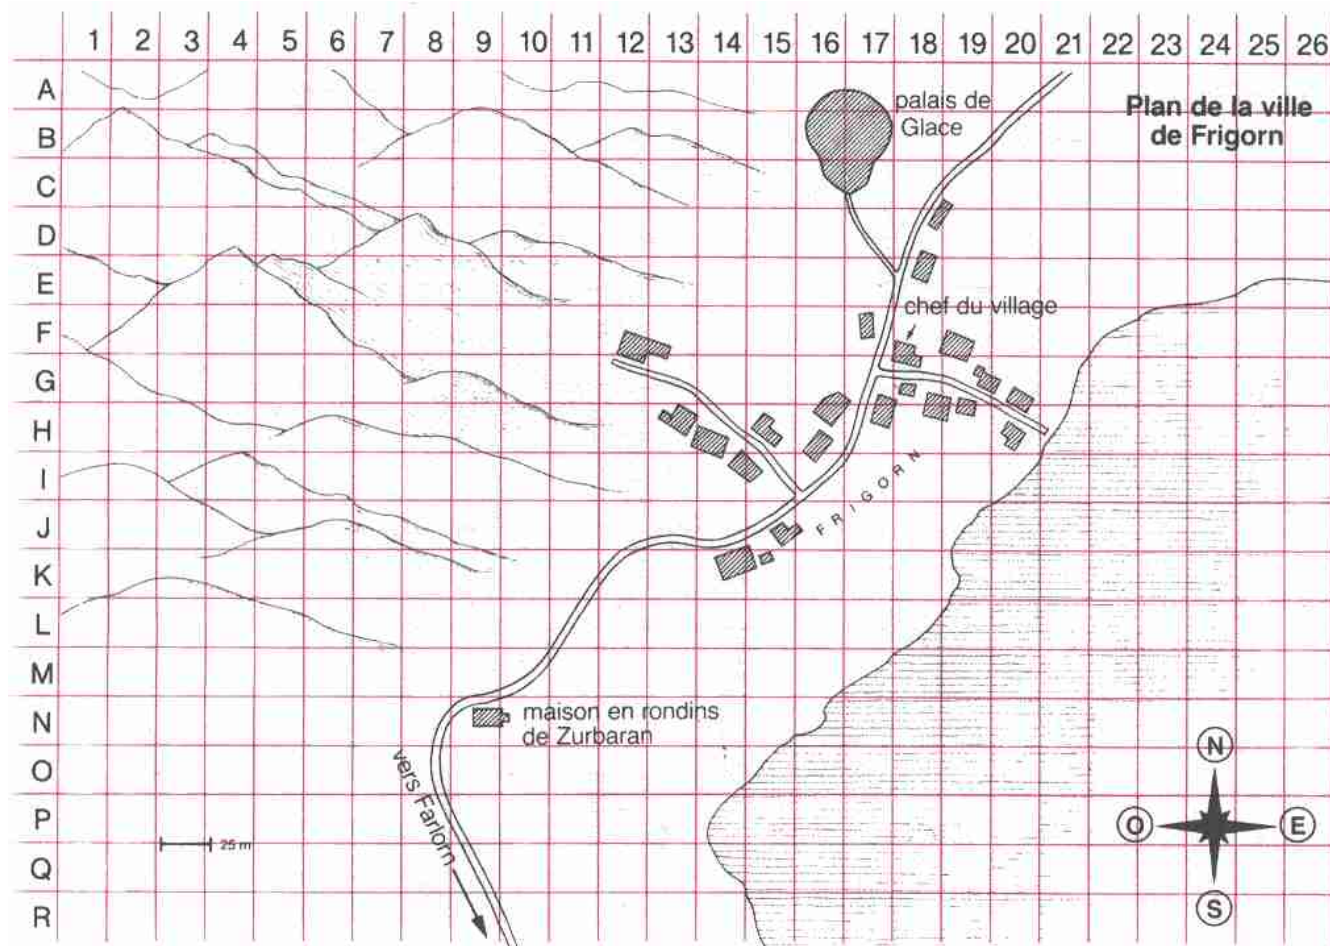 1 2 3 4 5 6 7 8 9 10 11 12 13 14 15 16 17 18 19 20 21 22 23 24 25 26
A
B
C
D
E
F
G
H
I
J
K
L
M
N
O
P
Q
R
Plan de la ville
de Frigorn
palais de
Glace
chef du village
FRIGORN
maison en rondins
de Zurbaran
vers Farlorn
25 m
N
O
E
S